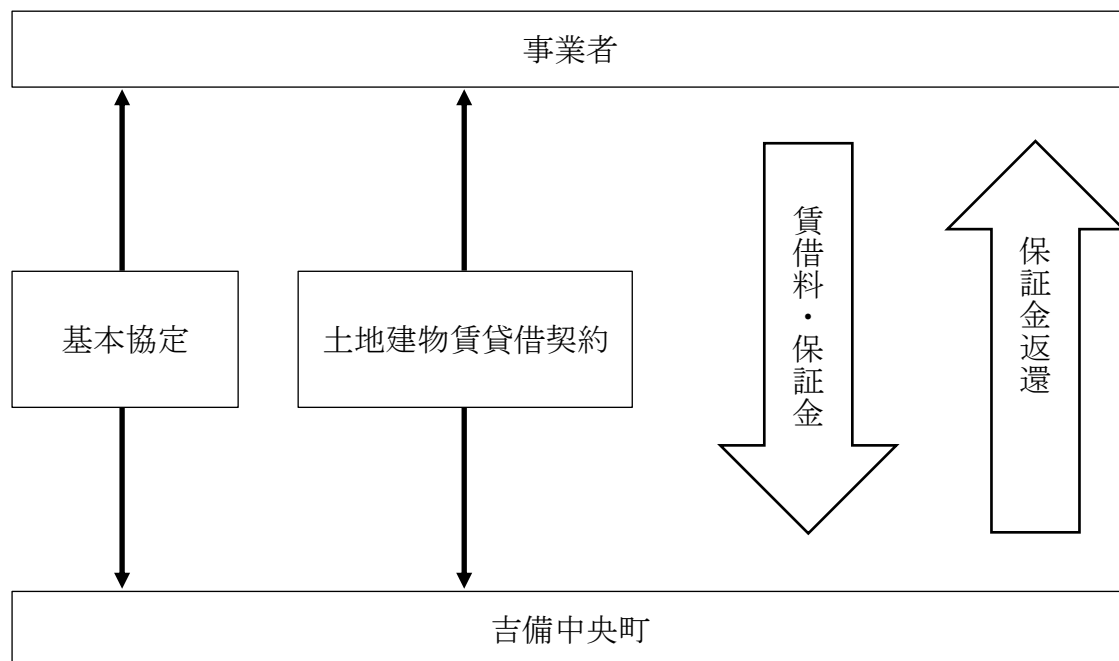 事業者
基本協定
土地建物賃貸借契約
賃借料・保証金
保証金返還
吉備中央町